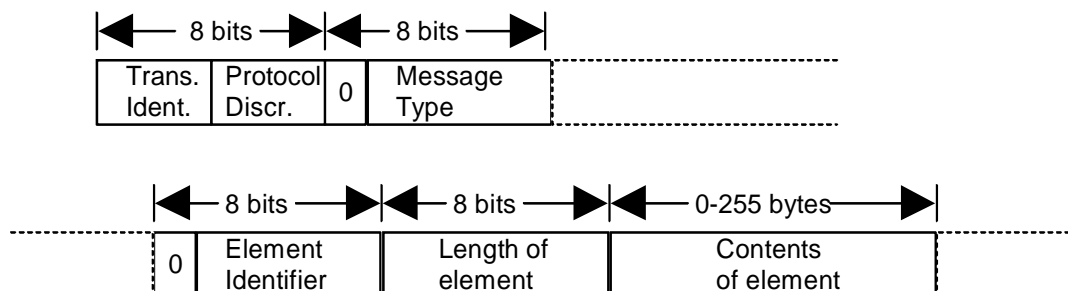 8 bits 8 bits
Trans. Protocol 0 Message
Ident. Discr. Type
8 bits 8 bits 0-255 bytes
0 Element Length of Contents
Identifier element of element